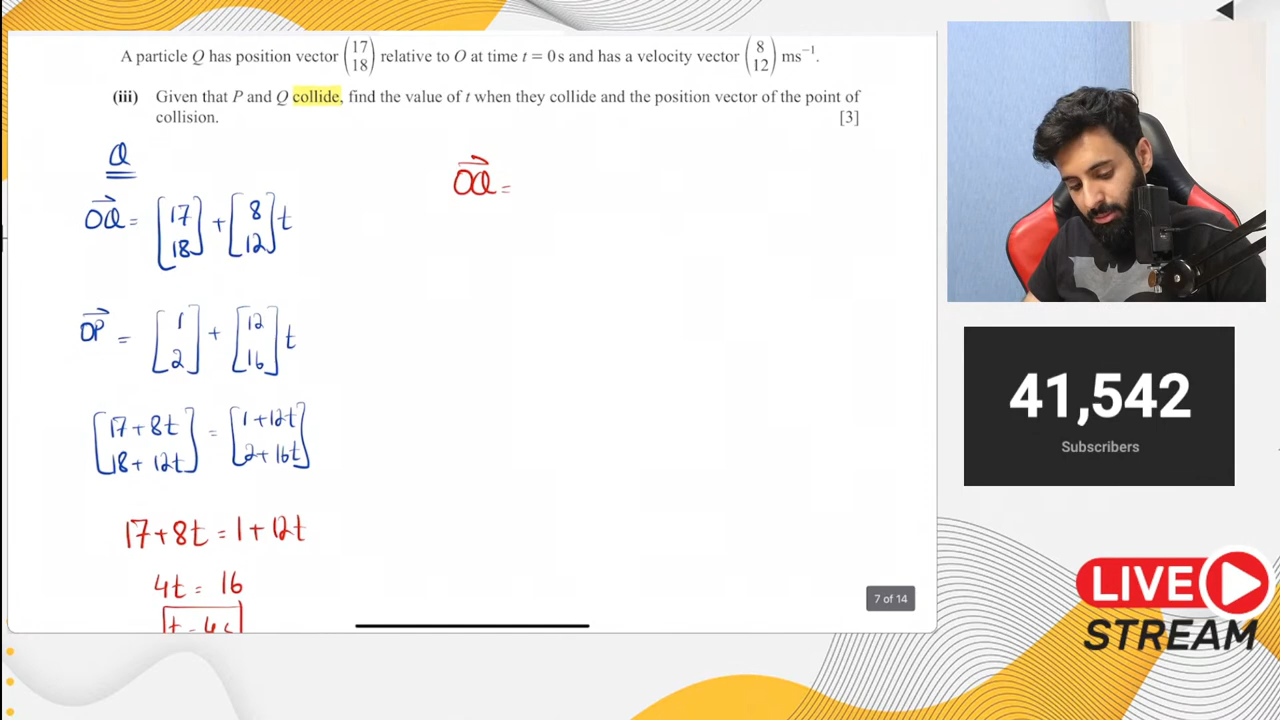 A particle Q has position vector (17 18) relative to O at time t = 0 s and has a velocity vector (8 12) ms⁻¹.
(iii) Given that P and Q collide, find the value of t when they collide and the position vector of the point of
collision. [3]
Q
OQ⃗ = [17 18] + [8 12] t
OP⃗ = [1 2] + [12 16] t
[17+8t 18+12t] = [1+12t 2+16t]
17+8t = 1+12t
4t = 16
t = 4s
OQ⃗ =
7 of 14
41,542
Subscribers
LIVE
STREAM